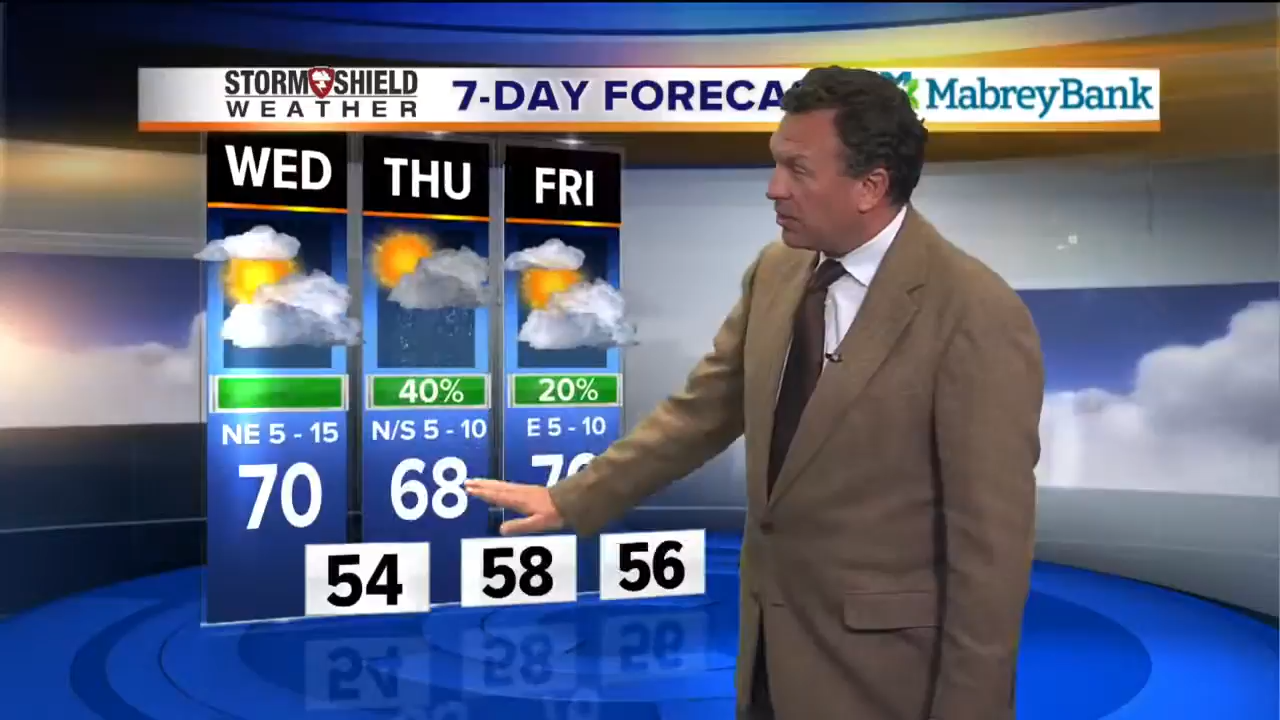 STORM SHIELD
WEATHER
7-DAY
MabreyBank
WED
THU
FRI
40%
20%
NE 5 - 15
N/S 5 - 10
E 5 - 10
70
68
54
58
56